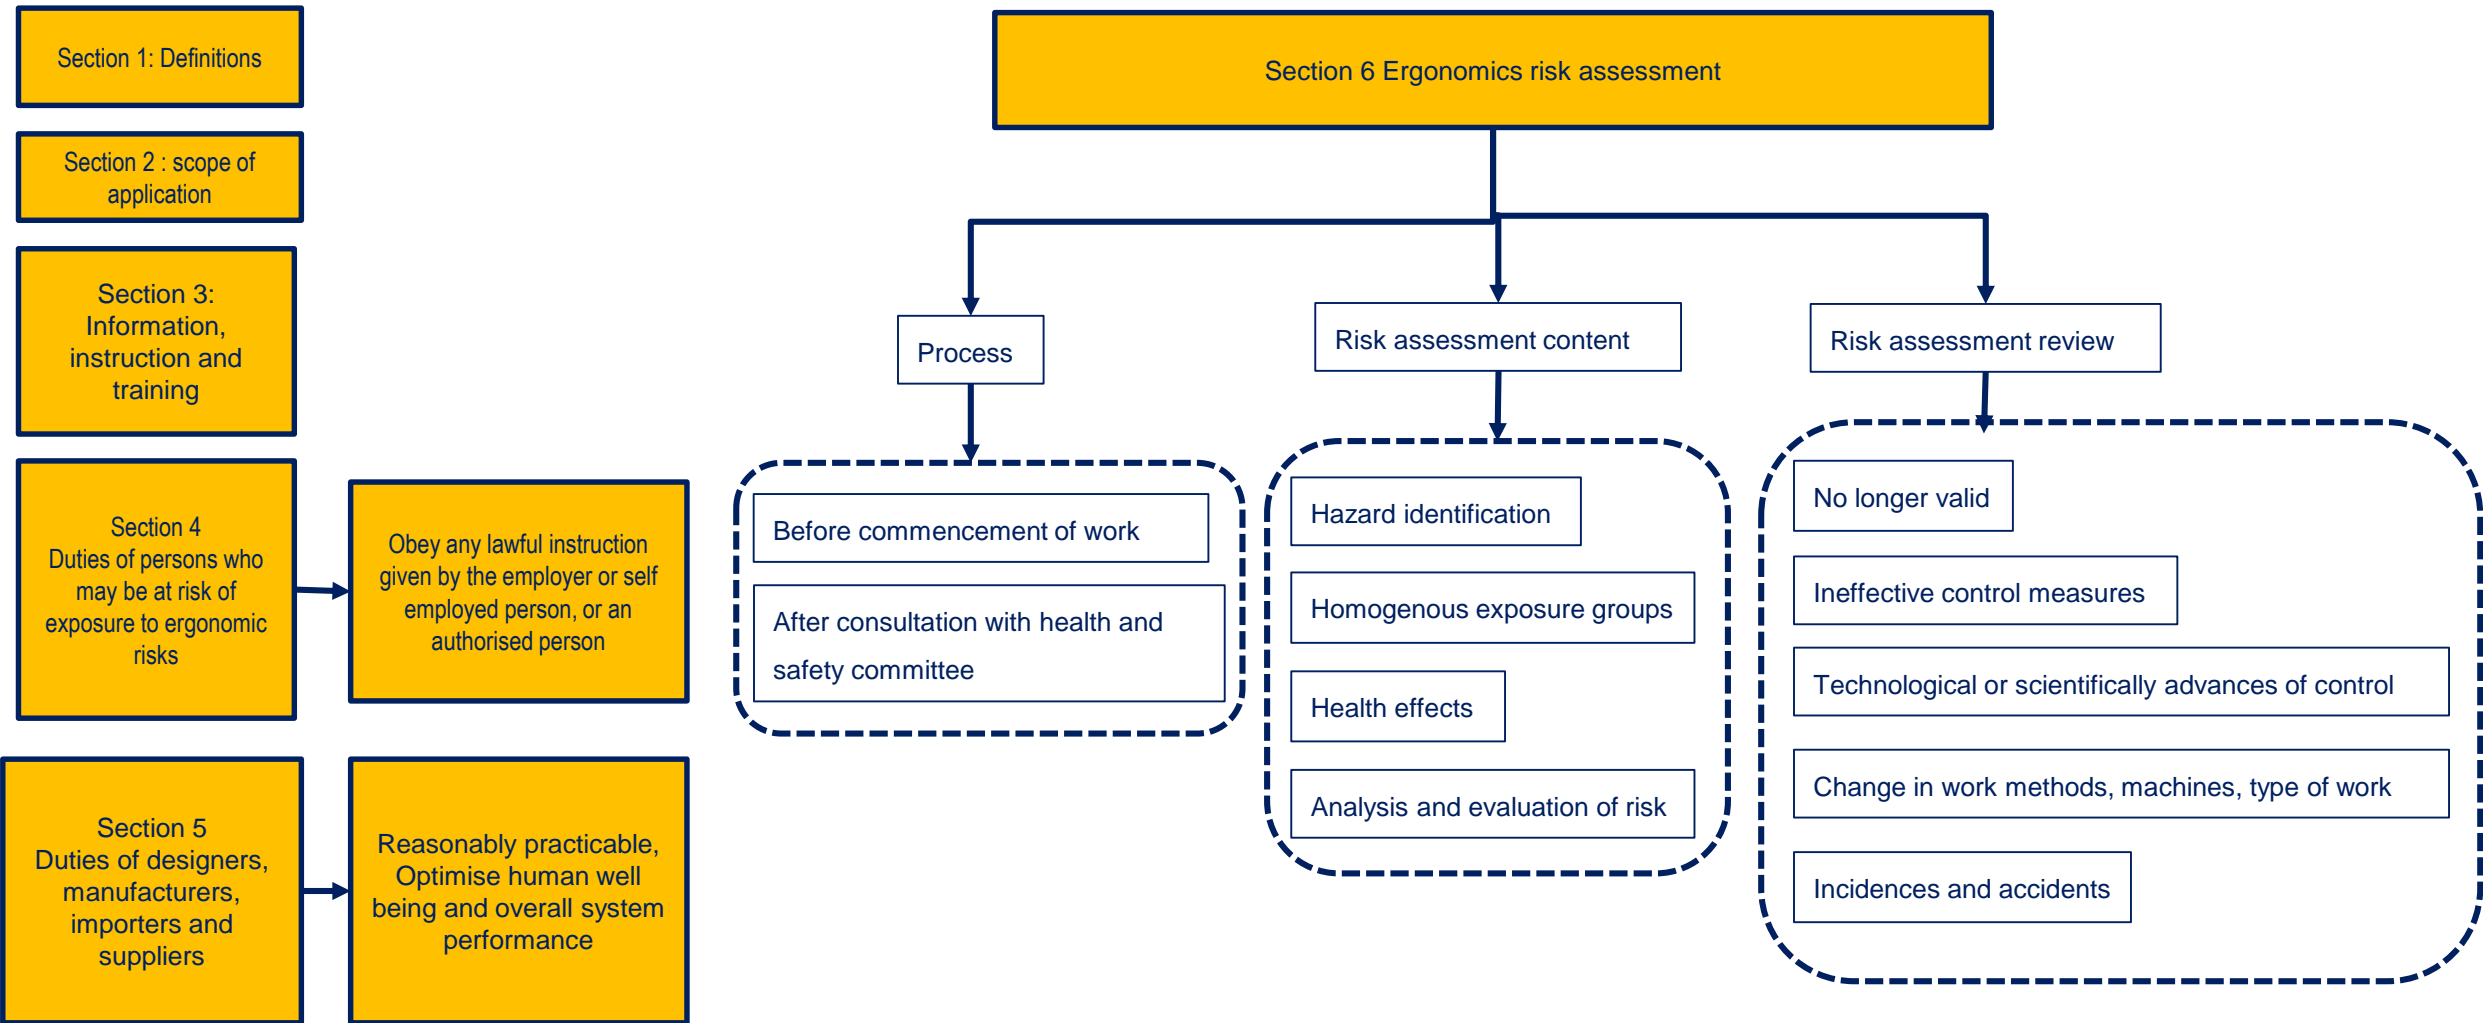 Section 1: Definitions
Section 2 : scope of
application
Section 3:
Information,
instruction and
training
Section 4
Duties of persons who
may be at risk of
exposure to ergonomic
risks
Obey any lawful instruction
given by the employer or self
employed person, or an
authorised person
Section 5
Duties of designers,
manufacturers,
importers and
suppliers
Reasonably practicable,
Optimise human well
being and overall system
performance
Section 6 Ergonomics risk assessment
Process
Before commencement of work
After consultation with health and
safety committee
Risk assessment content
Hazard identification
Homogenous exposure groups
Health effects
Analysis and evaluation of risk
Risk assessment review
No longer valid
Ineffective control measures
Technological or scientifically advances of control
Change in work methods, machines, type of work
Incidences and accidents